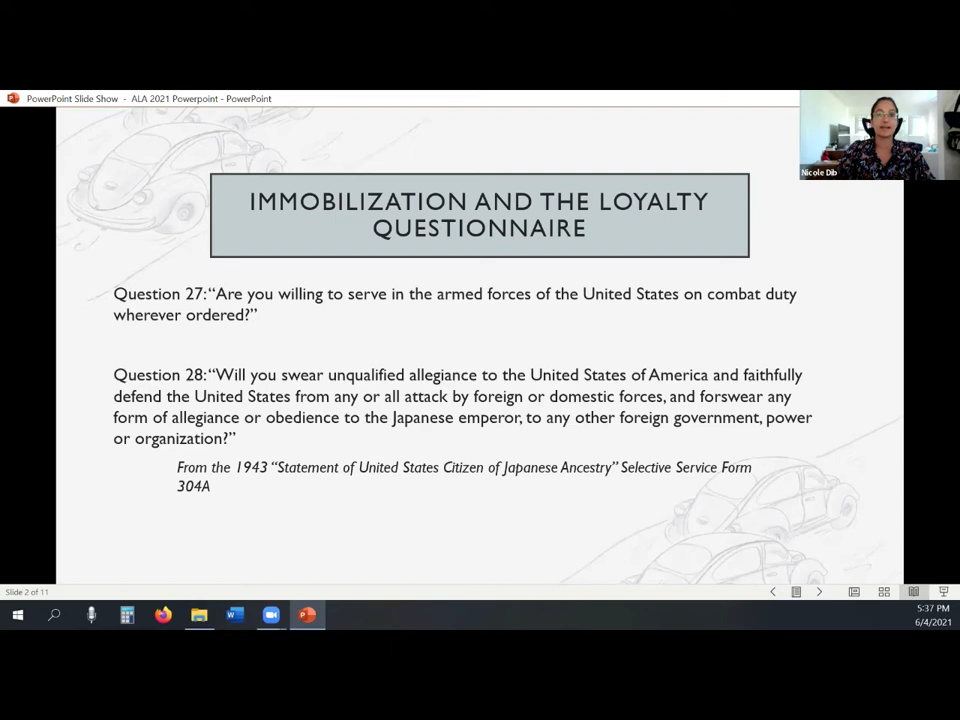 PowerPoint Slide Show - ALA 2021 Powerpoint - PowerPoint
Nicole Dib
IMMOBILIZATION AND THE LOYALTY
QUESTIONNAIRE
Question 27: “Are you willing to serve in the armed forces of the United States on combat duty
wherever ordered?”
Question 28: “Will you swear unqualified allegiance to the United States of America and faithfully
defend the United States from any or all attack by foreign or domestic forces, and forswear any
form of allegiance or obedience to the Japanese emperor, to any other foreign government, power
or organization?”
From the 1943 “Statement of United States Citizen of Japanese Ancestry” Selective Service Form
304A
Slide 2 of 11
5:37 PM
6/4/2021